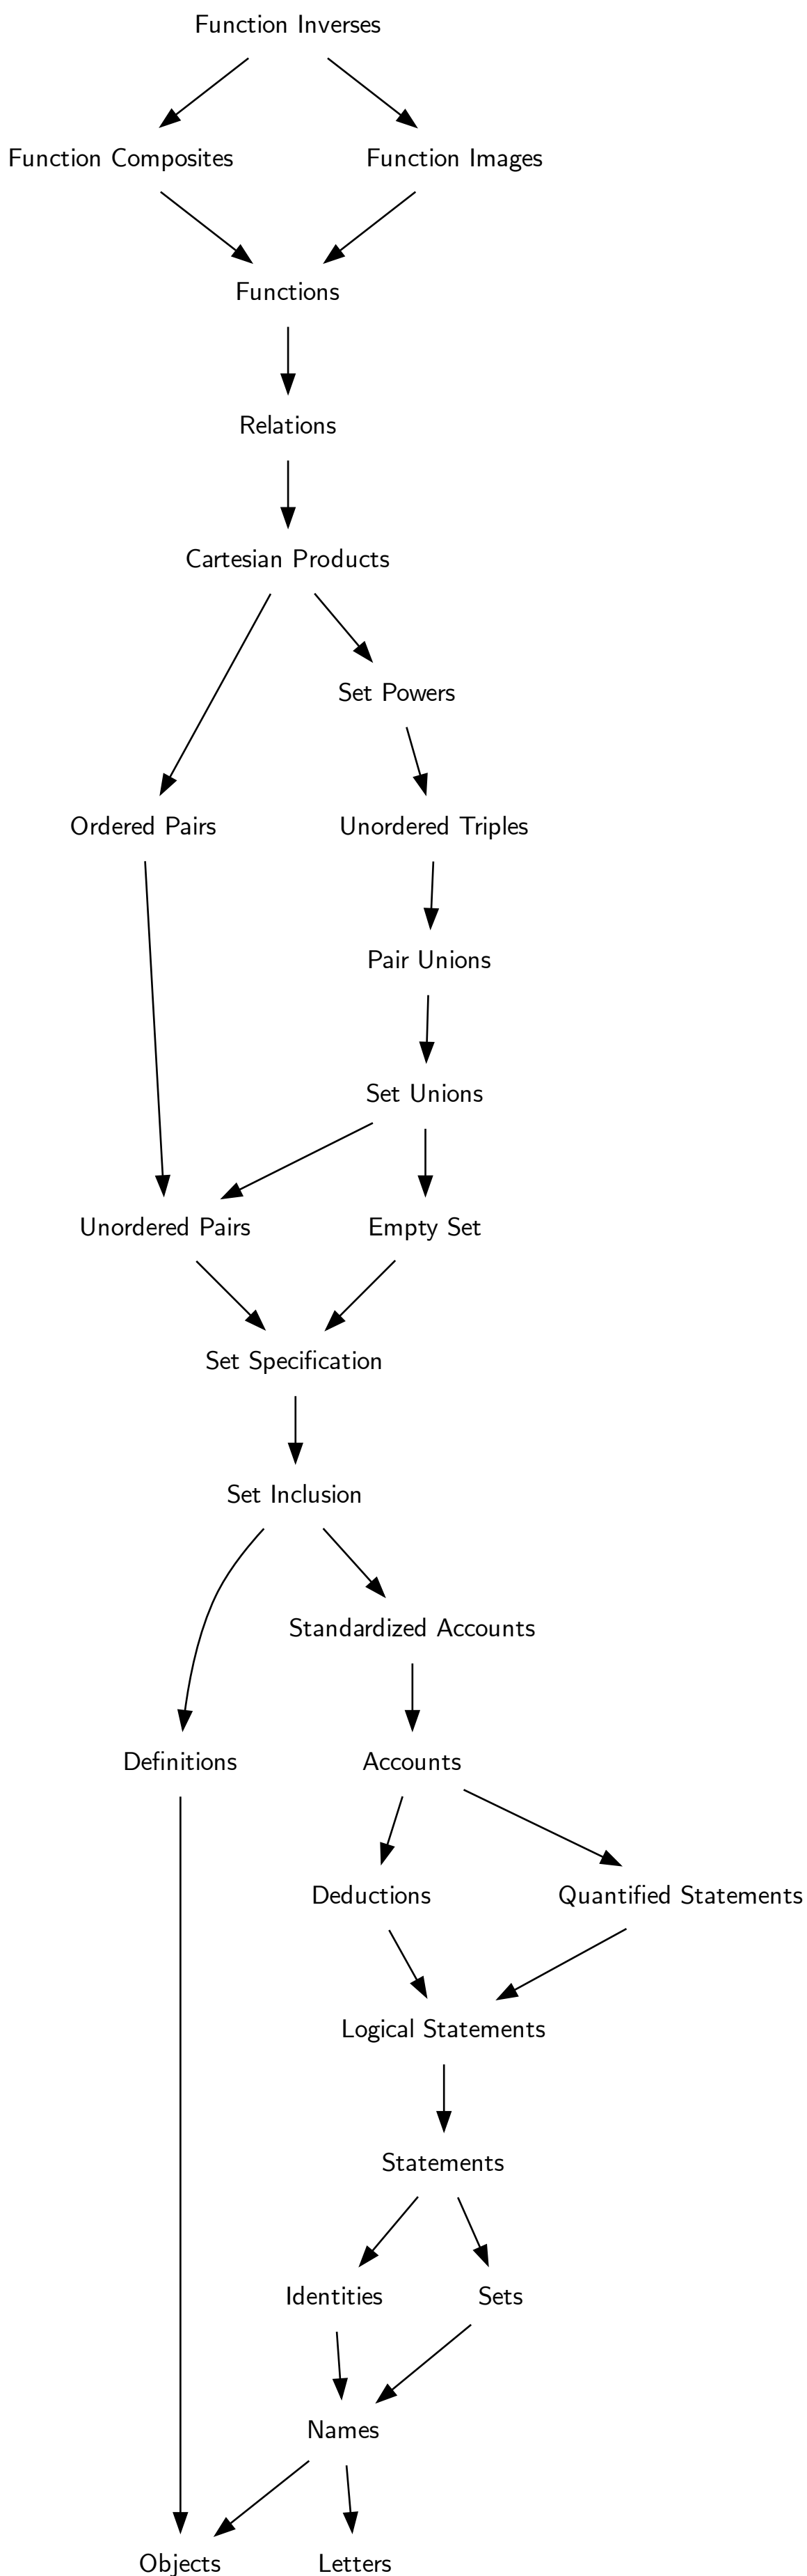 Function Inverses
Function Composites
Function Images
Functions
Relations
Cartesian Products
Set Powers
Ordered Pairs
Unordered Triples
Pair Unions
Set Unions
Unordered Pairs
Empty Set
Set Specification
Set Inclusion
Standardized Accounts
Definitions
Accounts
Deductions
Quantified Statements
Logical Statements
Statements
Identities
Sets
Names
Objects
Letters